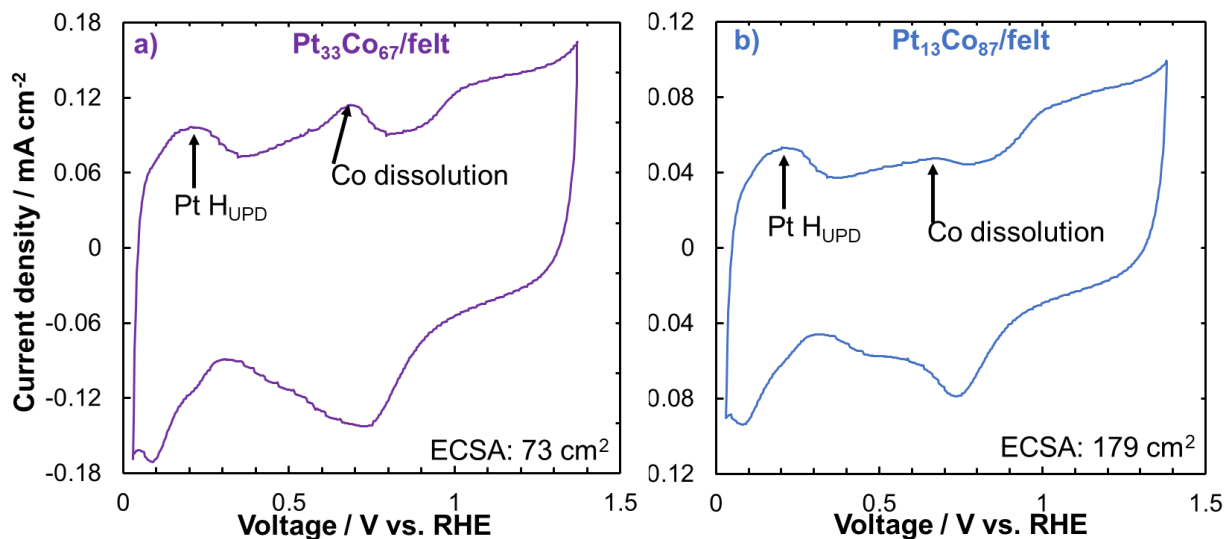 a)
Pt33Co67/felt
Current density / mA cm-2
0.18
0.12
0.06
0
-0.06
-0.12
-0.18
Pt HUPD
Co dissolution
ECSA: 73 cm2
0
0.5
1
1.5
Voltage / V vs. RHE
b)
Pt13Co87/felt
0.12
0.08
0.04
0
0.04
0.08
0.12
Pt HUPD
Co dissolution
ECSA: 179 cm2
0
0.5
1
1.5
Voltage / V vs. RHE